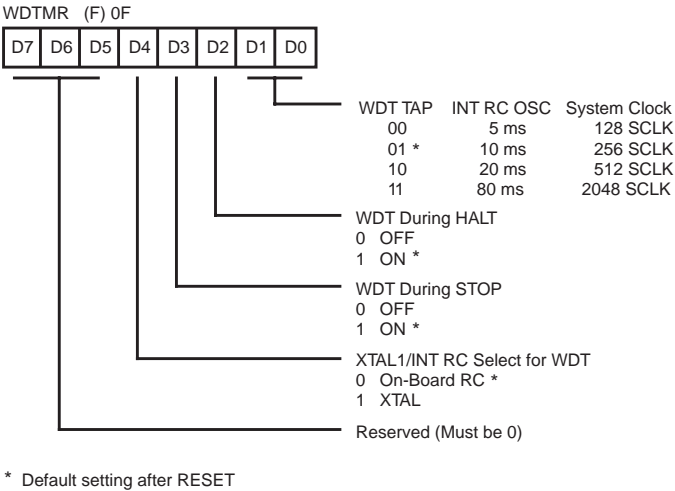 WDTMR (F) 0F
D7 D6 D5 D4 D3 D2 D1 D0
WDT TAP INT RC OSC System Clock
00 5 ms 128 SCLK
01 * 10 ms 256 SCLK
10 20 ms 512 SCLK
11 80 ms 2048 SCLK
WDT During HALT
0 OFF
1 ON *
WDT During STOP
0 OFF
1 ON *
XTAL1/INT RC Select for WDT
0 On-Board RC *
1 XTAL
Reserved (Must be 0)
* Default setting after RESET